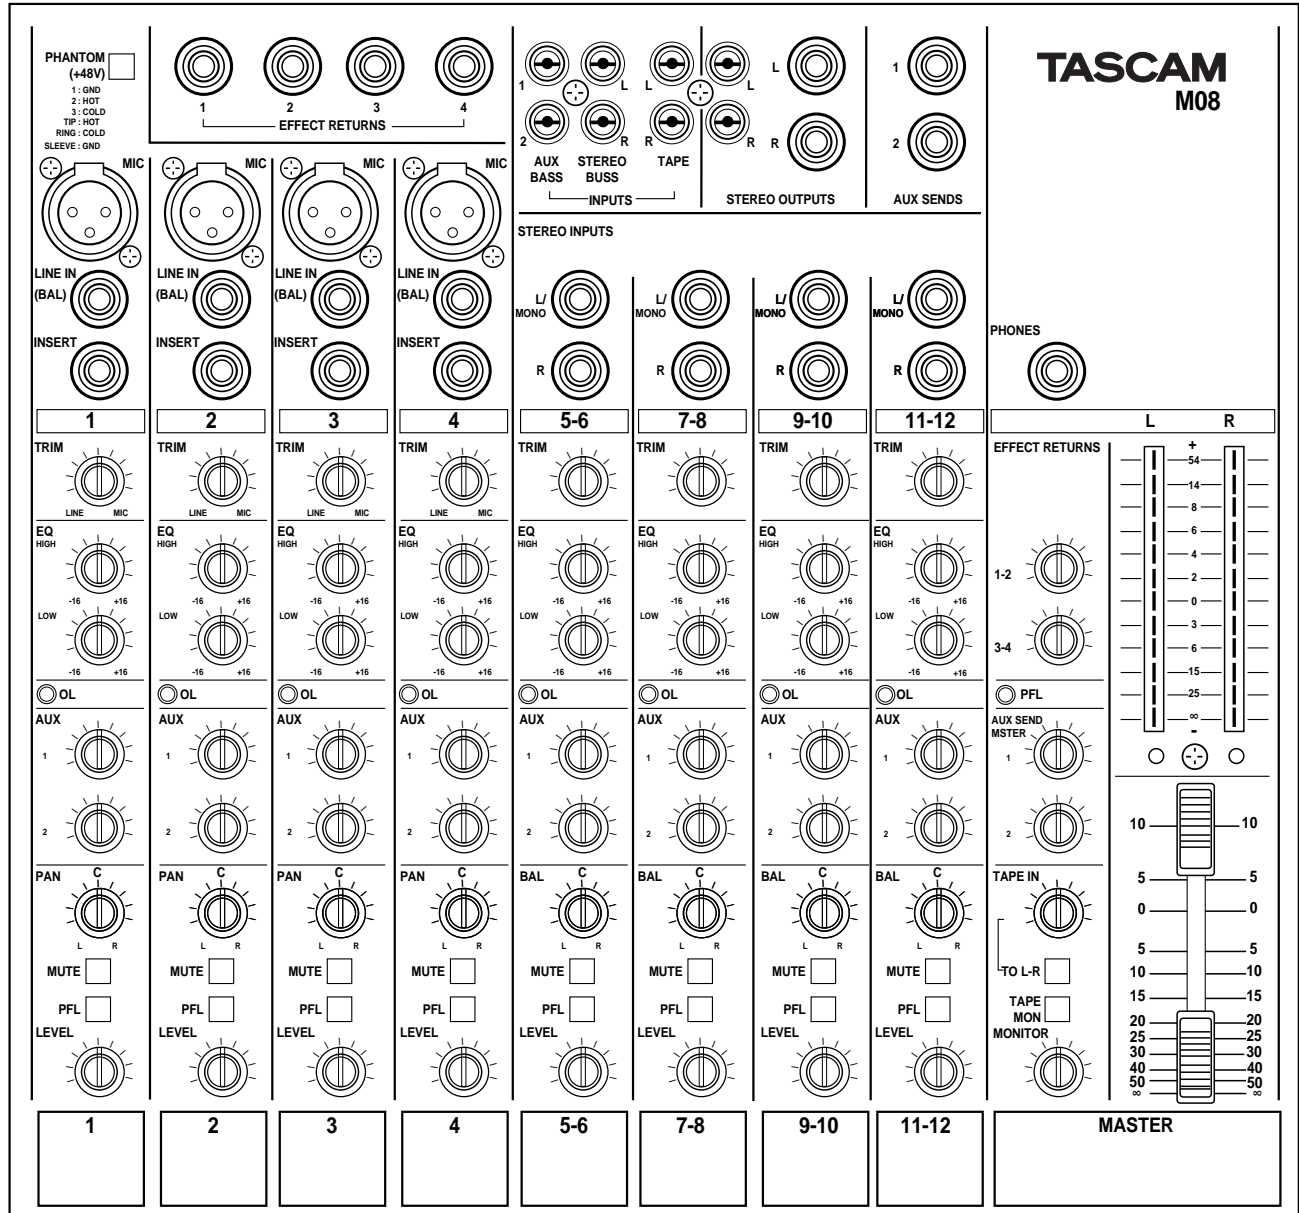 PHANTOM
(+48V)
1 : GND
2 : HOT
3 : COLD
TIP : HOT
RING : COLD
SLEEVE : GND
1 2 3 4
EFFECT RETURNS
1 L L L L 1
2 R R R R 2
AUX BASS
STEREO BUSS
TAPE
INPUTS
STEREO OUTPUTS
AUX SENDS
TASCAM
M08
MIC MIC MIC MIC
STEREO INPUTS
LINE IN LINE IN LINE IN LINE IN
(BAL) (BAL) (BAL) (BAL)
L/ L/ L/ L/
MONO MONO MONO MONO
PHONES
INSERT INSERT INSERT INSERT
R R R R
1 2 3 4 5-6 7-8 9-10 11-12 L R
TRIM TRIM TRIM TRIM TRIM TRIM TRIM TRIM EFFECT RETURNS
LINE MIC LINE MIC LINE MIC LINE MIC
EQ EQ EQ EQ EQ EQ EQ EQ
HIGH HIGH HIGH HIGH HIGH HIGH HIGH HIGH
1-2
-16 +16 -16 +16 -16 +16 -16 +16 -16 +16 -16 +16 -16 +16 -16 +16
LOW LOW LOW LOW LOW LOW LOW LOW
3-4
-16 +16 -16 +16 -16 +16 -16 +16 -16 +16 -16 +16 -16 +16 -16 +16
OL OL OL OL OL OL OL OL PFL
AUX AUX AUX AUX AUX AUX AUX AUX AUX SEND
MSTER
1 1 1 1 1 1 1 1 1
2 2 2 2 2 2 2 2 2
PAN C PAN C PAN C PAN C BAL C BAL C BAL C BAL C TAPE IN
L R L R L R L R L R L R L R L R
MUTE MUTE MUTE MUTE MUTE MUTE MUTE MUTE TO L-R
PFL PFL PFL PFL PFL PFL PFL PFL TAPE
MON
LEVEL LEVEL LEVEL LEVEL LEVEL LEVEL LEVEL LEVEL MONITOR
+
54
14
8
6
4
2
0
3
6
15
25
∞
-
10 10
5 5
0 0
5 5
10 10
15 15
20 20
25 25
30 30
40 40
50 50
∞ ∞
1 2 3 4 5-6 7-8 9-10 11-12 MASTER